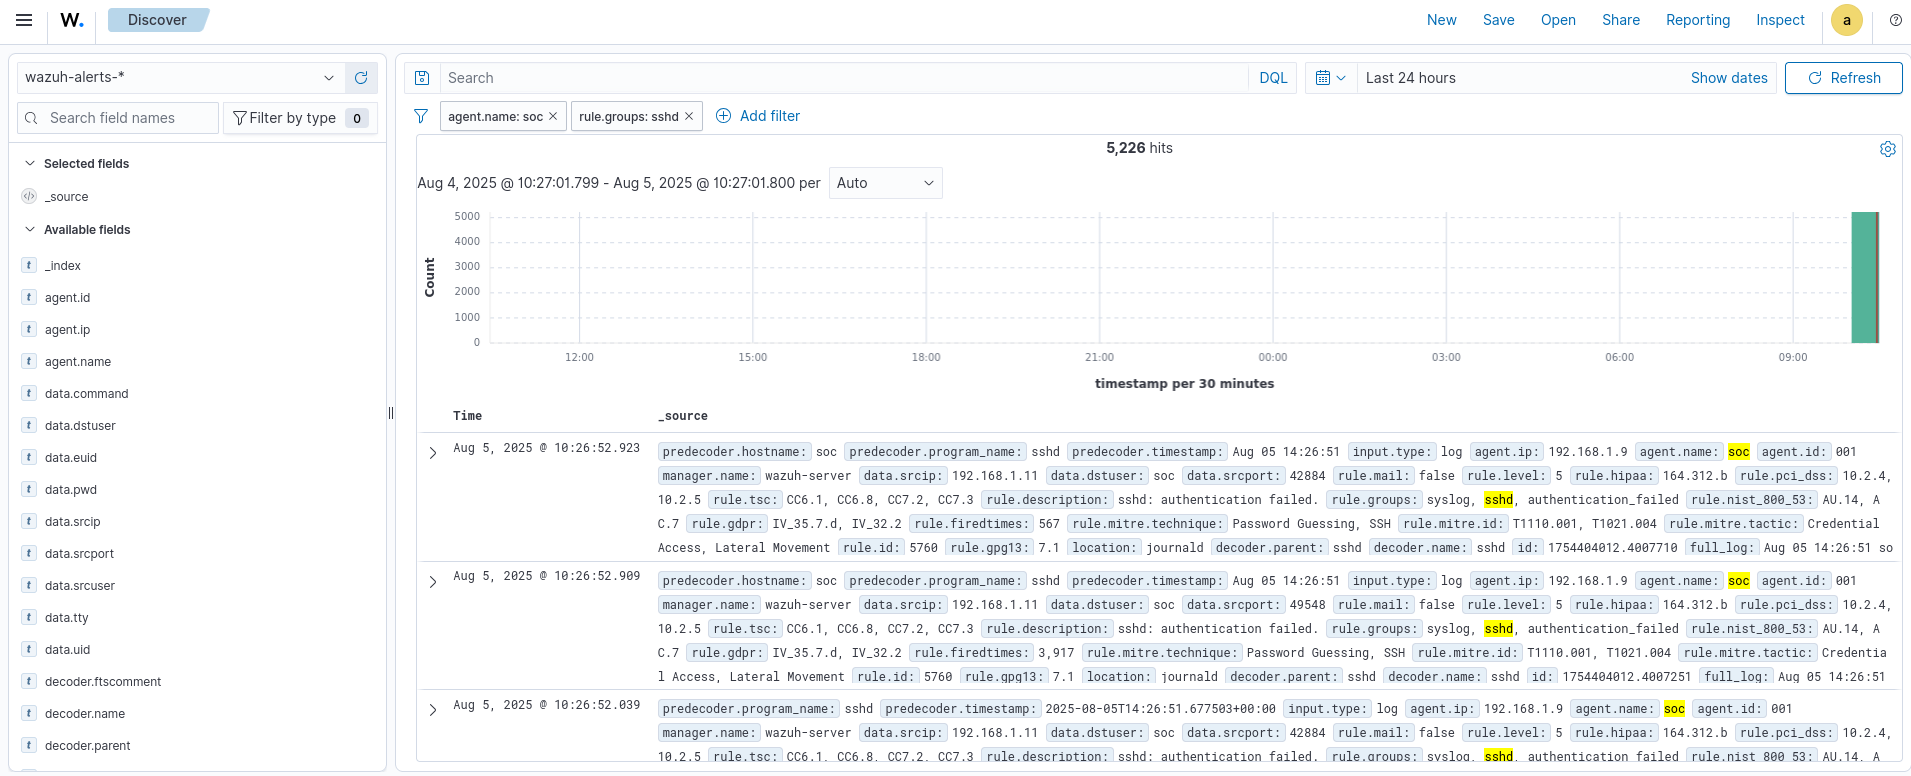 W. Discover New Save Open Share Reporting Inspect a
wazuh-alerts-*
Search field names Filter by type 0
Selected fields
_source
Available fields
t _index
t agent.id
t agent.ip
t agent.name
t data.command
t data.dstuser
t data.euid
t data.pwd
t data.srcip
t data.srcport
t data.srcuser
t data.tty
t data.uid
t decoder.ftscomment
t decoder.name
t decoder.parent
Search DQL Last 24 hours Show dates Refresh
agent.name: soc × rule.groups: sshd × Add filter
5,226 hits
Aug 4, 2025 @ 10:27:01.799 - Aug 5, 2025 @ 10:27:01.800 per Auto
Count
5000
4000
3000
2000
1000
0
12:00 15:00 18:00 21:00 00:00 03:00 06:00 09:00
timestamp per 30 minutes
Time _source
Aug 5, 2025 @ 10:26:52.923 predecoder.hostname: soc predecoder.program_name: sshd predecoder.timestamp: Aug 05 14:26:51 input.type: log agent.ip: 192.168.1.9 agent.name: soc agent.id: 001
manager.name: wazuh-server data.srcip: 192.168.1.11 data.dstuser: soc data.srcport: 42884 rule.mail: false rule.level: 5 rule.hipaa: 164.312.b rule.pci_dss: 10.2.4,
10.2.5 rule.tsc: CC6.1, CC6.8, CC7.2, CC7.3 rule.description: sshd: authentication failed. rule.groups: syslog, sshd, authentication_failed rule.nist_800_53: AU.14, A
C.7 rule.gdpr: IV_35.7.d, IV_32.2 rule.firedtimes: 567 rule.mitre.technique: Password Guessing, SSH rule.mitre.id: T1110.001, T1021.004 rule.mitre.tactic: Credential
Access, Lateral Movement rule.id: 5760 rule.gpg13: 7.1 location: journald decoder.parent: sshd decoder.name: sshd id: 1754404012.4007710 full_log: Aug 05 14:26:51 so
Aug 5, 2025 @ 10:26:52.909 predecoder.hostname: soc predecoder.program_name: sshd predecoder.timestamp: Aug 05 14:26:51 input.type: log agent.ip: 192.168.1.9 agent.name: soc agent.id: 001
manager.name: wazuh-server data.srcip: 192.168.1.11 data.dstuser: soc data.srcport: 49548 rule.mail: false rule.level: 5 rule.hipaa: 164.312.b rule.pci_dss: 10.2.4,
10.2.5 rule.tsc: CC6.1, CC6.8, CC7.2, CC7.3 rule.description: sshd: authentication failed. rule.groups: syslog, sshd, authentication_failed rule.nist_800_53: AU.14, A
C.7 rule.gdpr: IV_35.7.d, IV_32.2 rule.firedtimes: 3,917 rule.mitre.technique: Password Guessing, SSH rule.mitre.id: T1110.001, T1021.004 rule.mitre.tactic: Credentia
l Access, Lateral Movement rule.id: 5760 rule.gpg13: 7.1 location: journald decoder.parent: sshd decoder.name: sshd id: 1754404012.4007251 full_log: Aug 05 14:26:51
Aug 5, 2025 @ 10:26:52.039 predecoder.program_name: sshd predecoder.timestamp: 2025-08-05T14:26:51.677503+00:00 input.type: log agent.ip: 192.168.1.9 agent.name: soc agent.id: 001
manager.name: wazuh-server data.srcip: 192.168.1.11 data.dstuser: soc data.srcport: 42884 rule.mail: false rule.level: 5 rule.hipaa: 164.312.b rule.pci_dss: 10.2.4,
10.2.5 rule.tsc: CC6.1, CC6.8, CC7.2, CC7.3 rule.description: sshd: authentication failed. rule.groups: syslog, sshd, authentication_failed rule.nist_800_53: AU.14, A